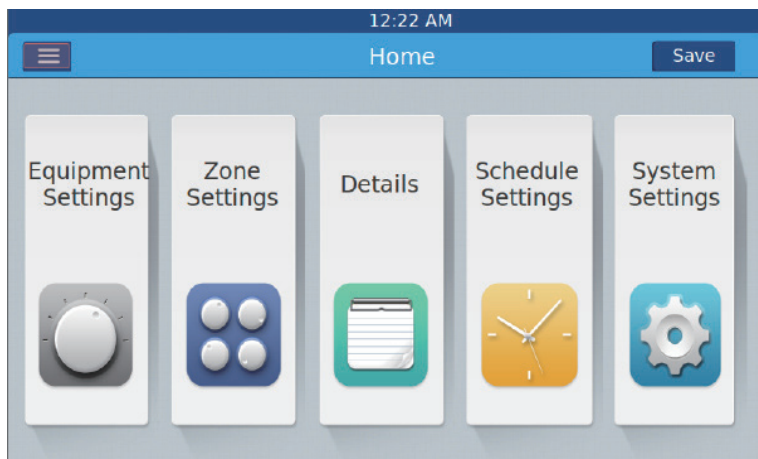 12:22 AM
Home
Save
Equipment
Settings
Zone
Settings
Details
Schedule
Settings
System
Settings